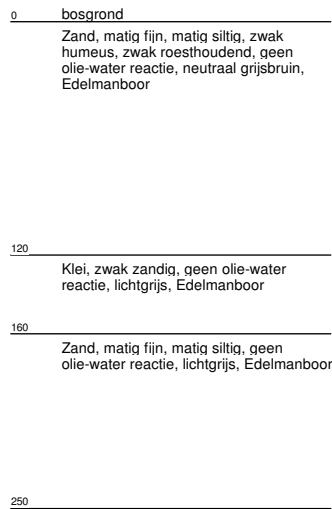 0 bosgrond
Zand, matig fijn, matig siltig, zwak
humeus, zwak roesthoudend, geen
olie-water reactie, neutraal grijsbruin,
Edelmanboor
120
Klei, zwak zandig, geen olie-water
reactie, lichtgrijs, Edelmanboor
160
Zand, matig fijn, matig siltig, geen
olie-water reactie, lichtgrijs, Edelmanboor
250